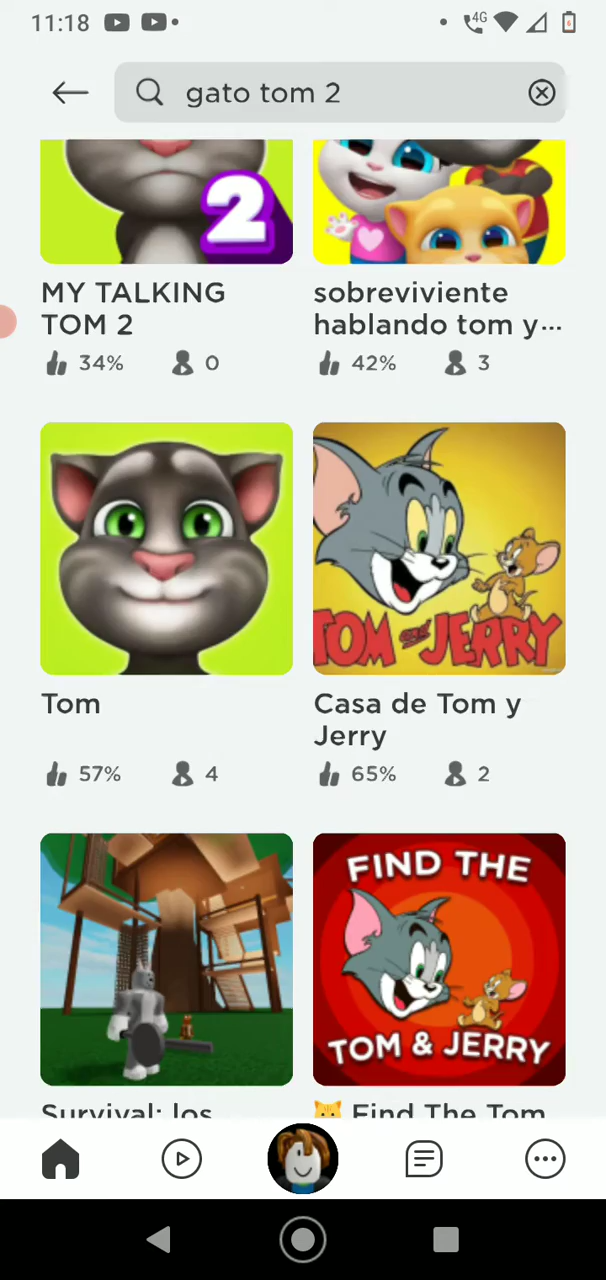 11:18
4G
gato tom 2
2
MY TALKING
TOM 2
34%
0
sobreviviente
hablando tom y...
42%
3
TOM and JERRY
Tom
57%
4
Casa de Tom y
Jerry
65%
2
FIND THE
TOM & JERRY
Survival: los
🐱 Find The Tom